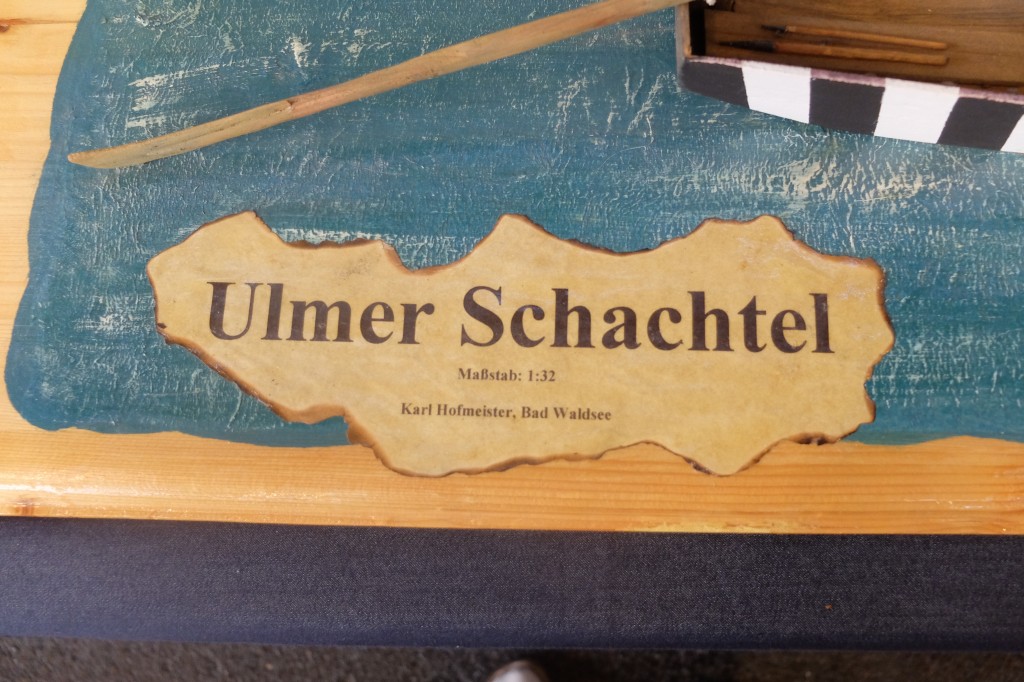 Ulmer Schachtel
Maßstab: 1:32
Karl Hofmeister, Bad Waldsee